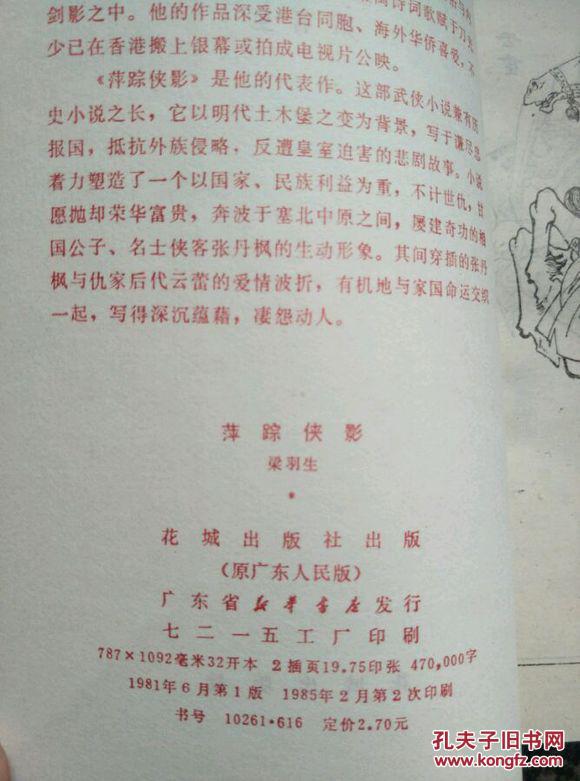 剑影之中。他的作品深受港台同胞、海外华侨喜爱，不
少已在香港搬上银幕或拍成电视片公映。
《萍踪侠影》是他的代表作。这部武侠小说兼有历
史小说之长，它以明代土木堡之变为背景，写于谦尽忠
报国，抵抗外族侵略，反遭皇室迫害的悲剧故事。小说
着力塑造了一个以国家、民族利益为重，不计世仇，甘
愿抛却荣华富贵，奔波于塞北中原之间，屡建奇功的相
国公子、名士侠客张丹枫的生动形象。其间穿插的张丹
枫与仇家后代云蕾的爱情波折，有机地与家国命运交织
一起，写得深沉蕴藉，凄怨动人。
萍踪侠影
梁羽生
*
花城出版社出版
（原广东人民版）
广东省新华书店发行
七二一五工厂印刷
787×1092毫米32开本 2插页19.75印张 470,000字
1981年6月第1版 1985年2月第2次印刷
书号 10261·616 定价2.70元
孔夫子旧书网
www.kongfz.com